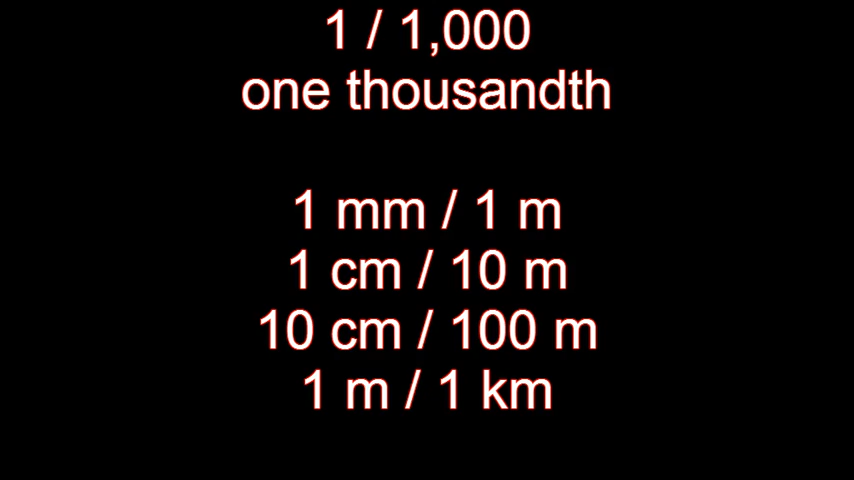 1 / 1,000
one thousandth
1 mm / 1 m
1 cm / 10 m
10 cm / 100 m
1 m / 1 km